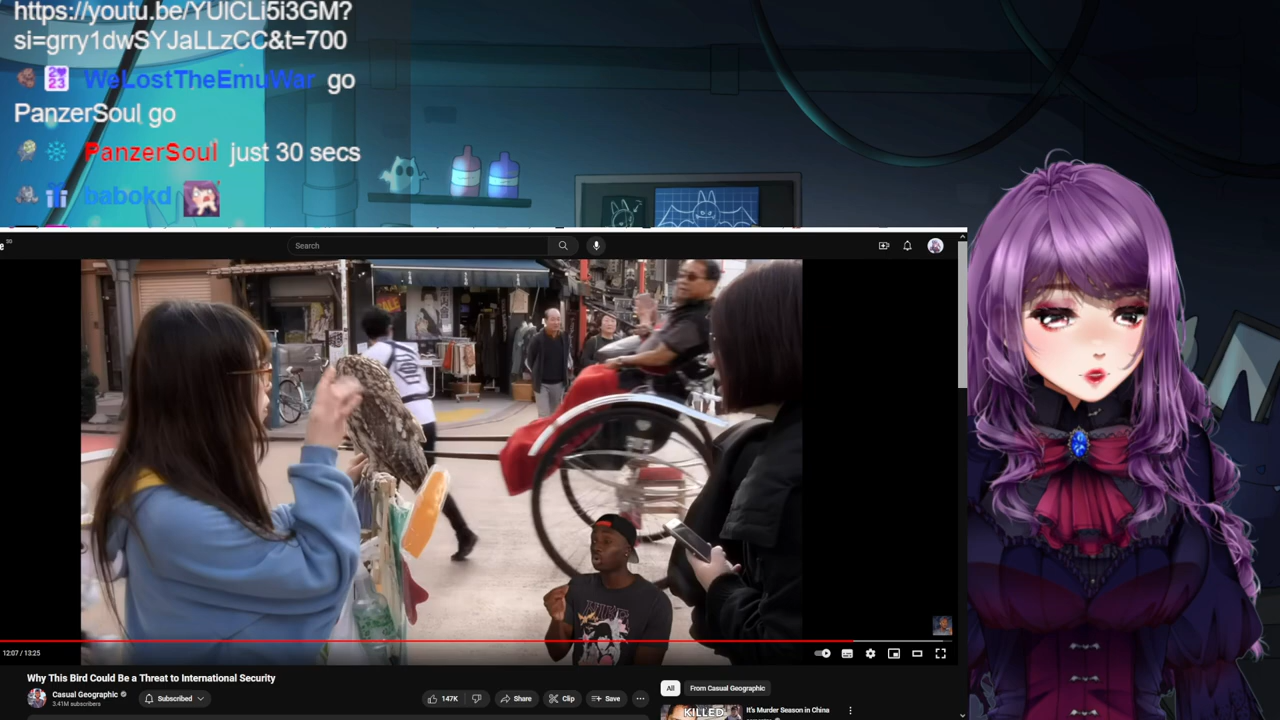 https://youtu.be/YUlCLi5i3GM?
si=grry1dwSYJaLLzCC&t=700
WeLostTheEmuWar go
PanzerSoul go
PanzerSoul just 30 secs
babokd
Search
SALE
12:07 / 13:25
Why This Bird Could Be a Threat to International Security
Casual Geographic
3.41M subscribers
Subscribed
147K
Share
Clip
Save
All
From Casual Geographic
KILLED
It's Murder Season in China